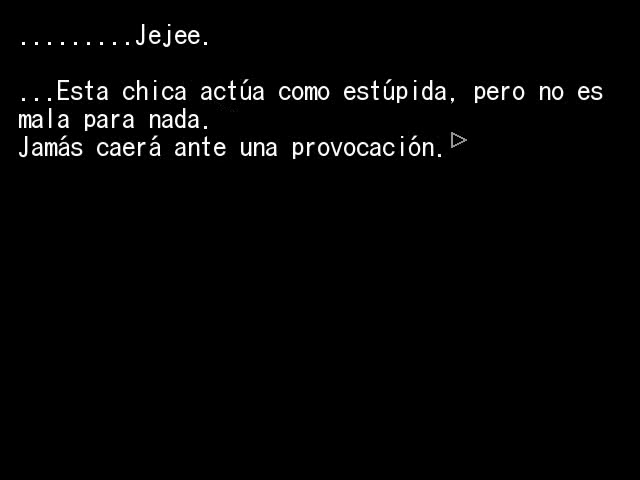 .........Jejee.
...Esta chica actúa como estúpida, pero no es
mala para nada.
Jamás caerá ante una provocación.